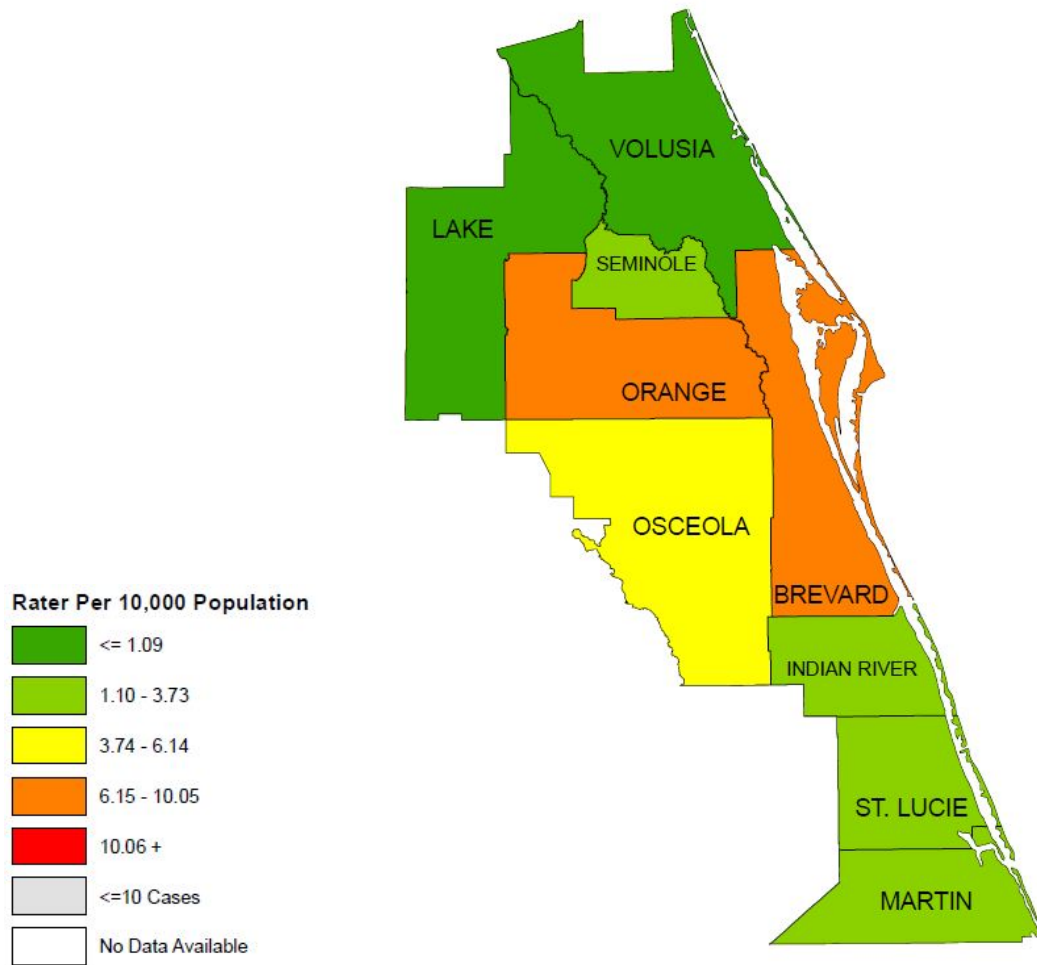 VOLUSIA
LAKE
SEMINOLE
ORANGE
OSCEOLA
BREVARD
INDIAN RIVER
ST. LUCIE
MARTIN
Rater Per 10,000 Population
<= 1.09
1.10 - 3.73
3.74 - 6.14
6.15 - 10.05
10.06 +
<=10 Cases
No Data Available